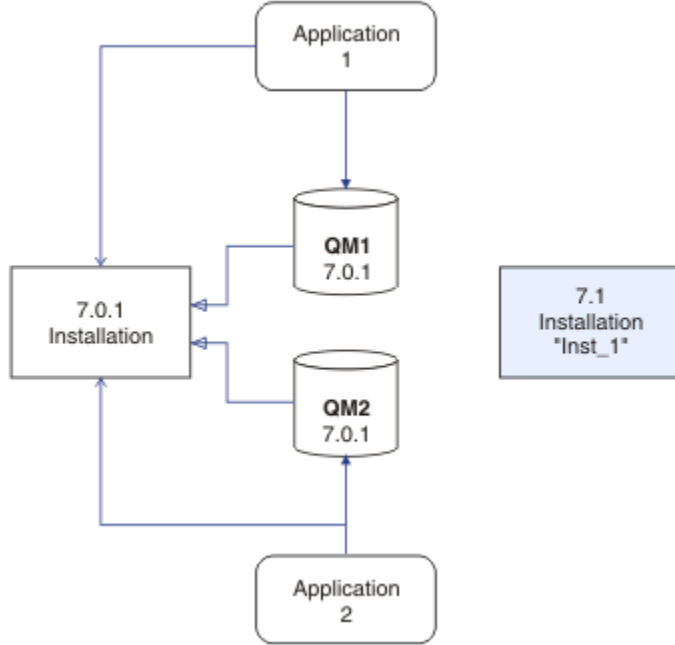 Application
1
QM1
7.0.1
7.0.1
Installation
7.1
Installation
"Inst_1"
QM2
7.0.1
Application
2